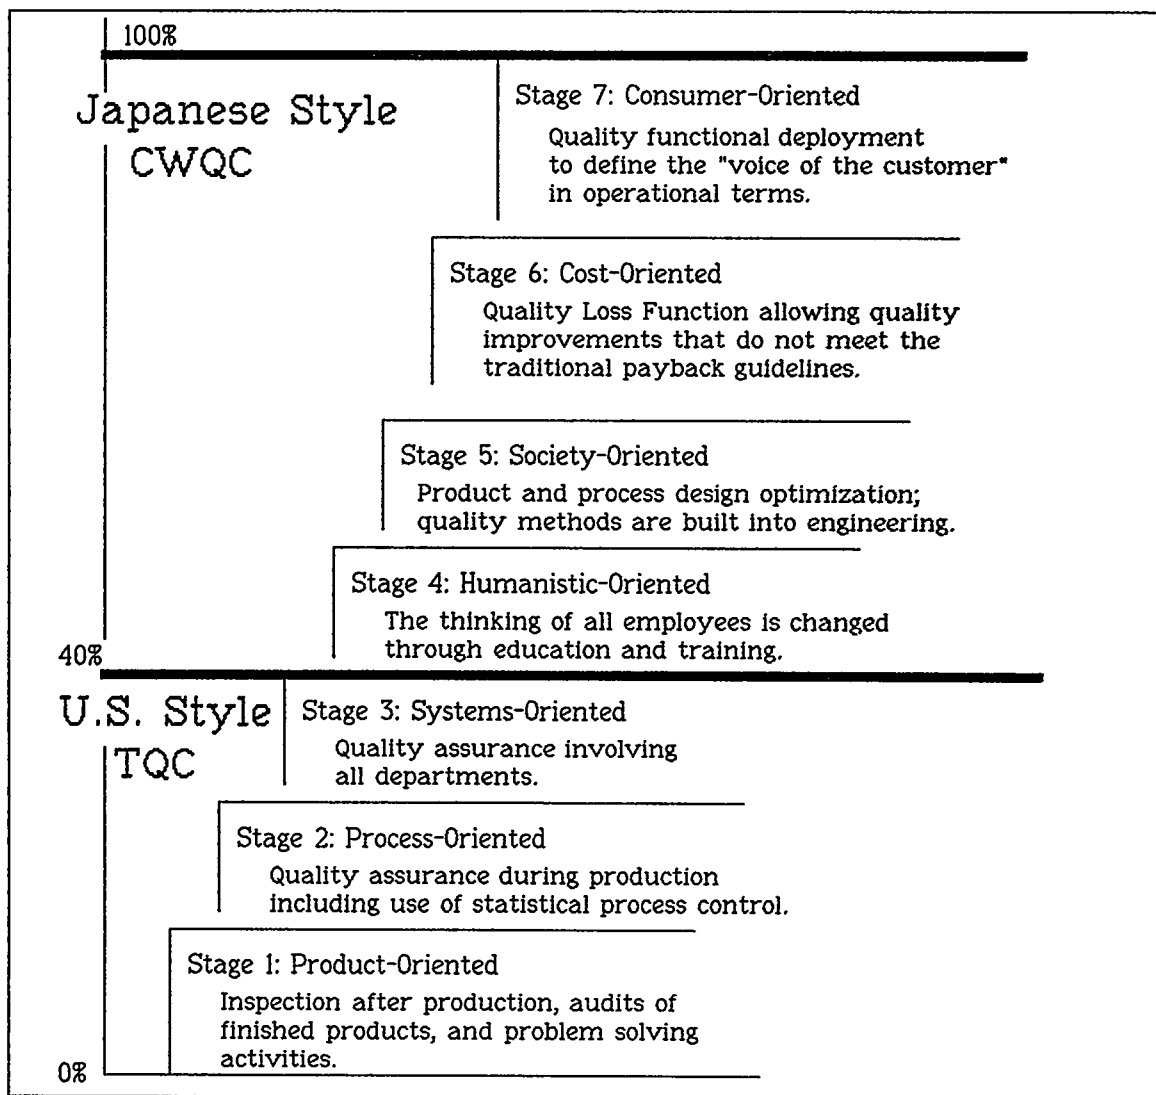 100%
Japanese Style
CWQC
Stage 7: Consumer-Oriented
Quality functional deployment
to define the "voice of the customer"
in operational terms.
Stage 6: Cost-Oriented
Quality Loss Function allowing quality
improvements that do not meet the
traditional payback guidelines.
Stage 5: Society-Oriented
Product and process design optimization;
quality methods are built into engineering.
Stage 4: Humanistic-Oriented
The thinking of all employees is changed
through education and training.
40%
U.S. Style
TQC
Stage 3: Systems-Oriented
Quality assurance involving
all departments.
Stage 2: Process-Oriented
Quality assurance during production
including use of statistical process control.
Stage 1: Product-Oriented
Inspection after production, audits of
finished products, and problem solving
activities.
0%